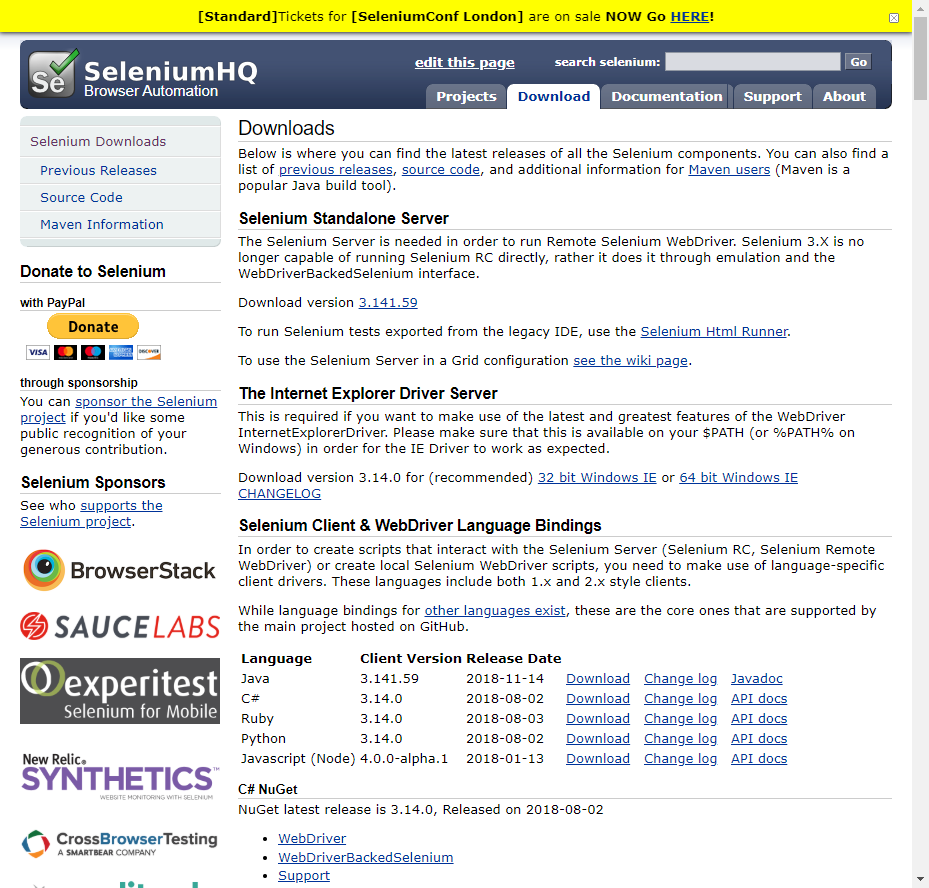 [Standard]Tickets for [SeleniumConf London] are on sale NOW Go HERE!
Se
SeleniumHQ
Browser Automation
edit this page
search selenium:
Go
Projects
Download
Documentation
Support
About
Selenium Downloads
Previous Releases
Source Code
Maven Information
Donate to Selenium
with PayPal
Donate
VISA
through sponsorship
You can sponsor the Selenium
project if you'd like some
public recognition of your
generous contribution.
Selenium Sponsors
See who supports the
Selenium project.
BrowserStack
SAUCELABS
experitest
Selenium for Mobile
New Relic.
SYNTHETICS™
WEBSITE MONITORING WITH SELENIUM
CrossBrowserTesting
A SMARTBEAR COMPANY
Downloads
Below is where you can find the latest releases of all the Selenium components. You can also find a
list of previous releases, source code, and additional information for Maven users (Maven is a
popular Java build tool).
Selenium Standalone Server
The Selenium Server is needed in order to run Remote Selenium WebDriver. Selenium 3.X is no
longer capable of running Selenium RC directly, rather it does it through emulation and the
WebDriverBackedSelenium interface.
Download version 3.141.59
To run Selenium tests exported from the legacy IDE, use the Selenium Html Runner.
To use the Selenium Server in a Grid configuration see the wiki page.
The Internet Explorer Driver Server
This is required if you want to make use of the latest and greatest features of the WebDriver
InternetExplorerDriver. Please make sure that this is available on your $PATH (or %PATH% on
Windows) in order for the IE Driver to work as expected.
Download version 3.14.0 for (recommended) 32 bit Windows IE or 64 bit Windows IE
CHANGELOG
Selenium Client & WebDriver Language Bindings
In order to create scripts that interact with the Selenium Server (Selenium RC, Selenium Remote
WebDriver) or create local Selenium WebDriver scripts, you need to make use of language-specific
client drivers. These languages include both 1.x and 2.x style clients.
While language bindings for other languages exist, these are the core ones that are supported by
the main project hosted on GitHub.
Language Client Version Release Date
Java 3.141.59 2018-11-14 Download Change log Javadoc
C# 3.14.0 2018-08-02 Download Change log API docs
Ruby 3.14.0 2018-08-03 Download Change log API docs
Python 3.14.0 2018-08-02 Download Change log API docs
Javascript (Node) 4.0.0-alpha.1 2018-01-13 Download Change log API docs
C# NuGet
NuGet latest release is 3.14.0, Released on 2018-08-02
WebDriver
WebDriverBackedSelenium
Support